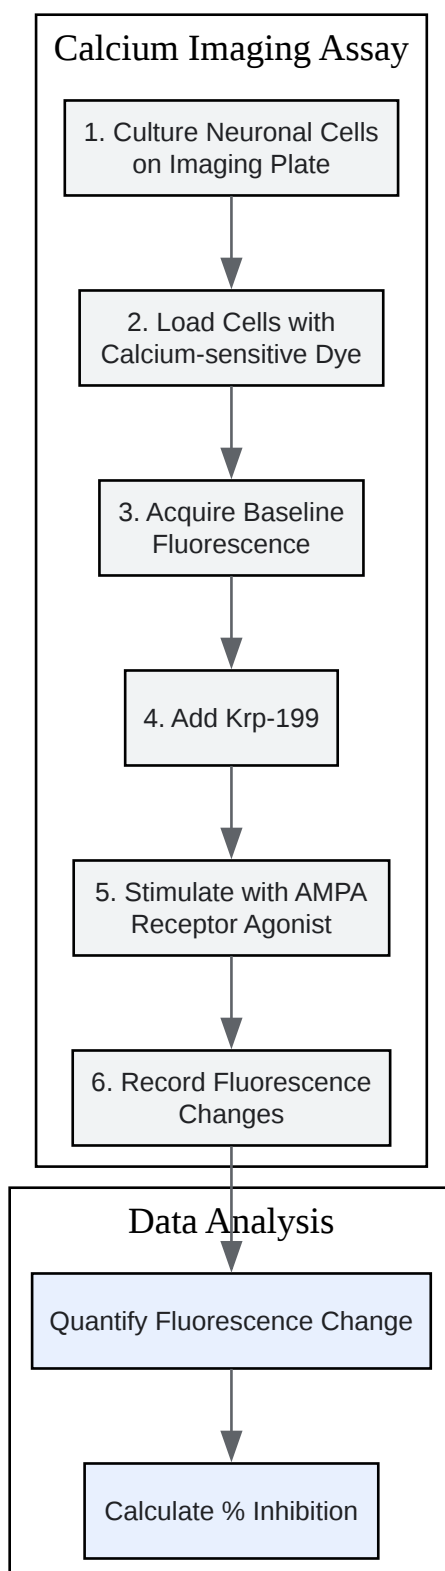 Calcium Imaging Assay
1. Culture Neuronal Cells
on Imaging Plate
2. Load Cells with
Calcium-sensitive Dye
3. Acquire Baseline
Fluorescence
4. Add Krp-199
5. Stimulate with AMPA
Receptor Agonist
6. Record Fluorescence
Changes
Data Analysis
Quantify Fluorescence Change
Calculate % Inhibition